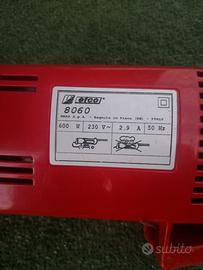 efco
8060
EMAK S.p.A. - Bagnolo in Piano (RE) - ITALY
600 W 230 V~ 2,9 A 50 Hz
subito